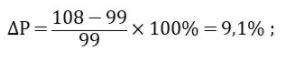 ΔP = (108 − 99)/99 × 100% = 9,1% ;